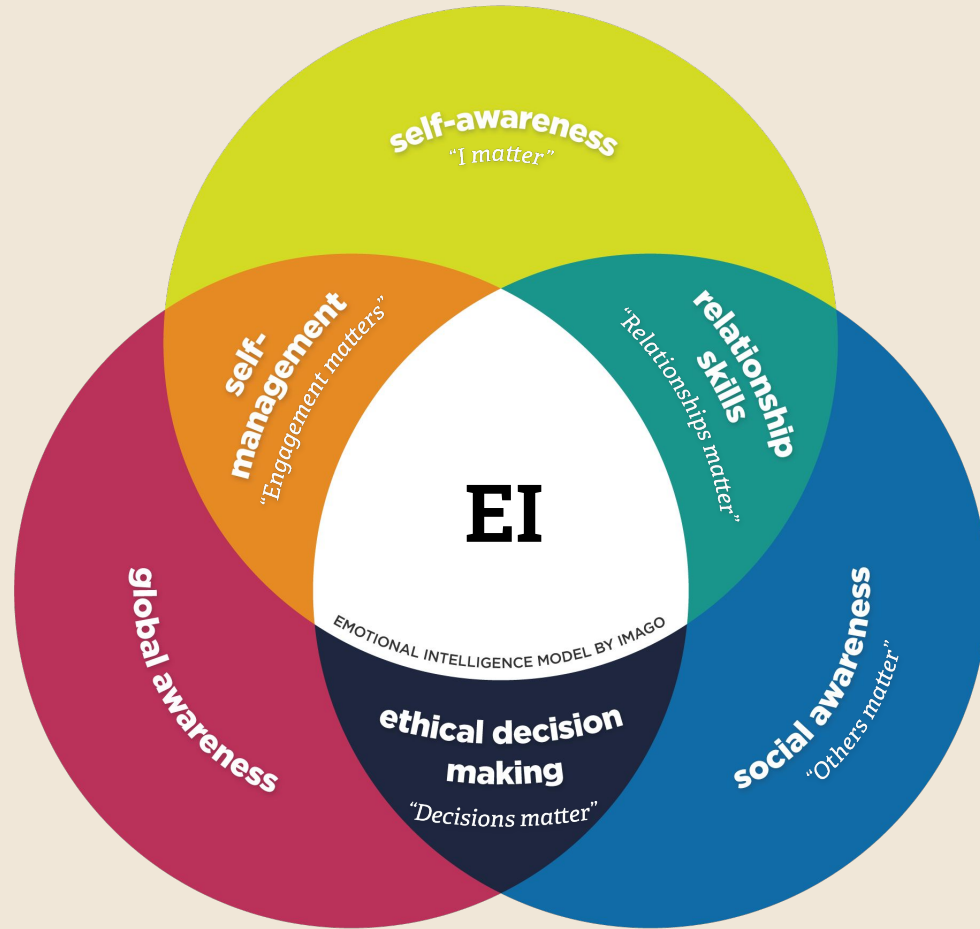 self-awareness
“I matter”
self-
management
“Engagement matters”
relationship
skills
“Relationships matter”
EI
EMOTIONAL INTELLIGENCE MODEL BY IMAGO
global awareness
social awareness
“Others matter”
ethical decision
making
“Decisions matter”